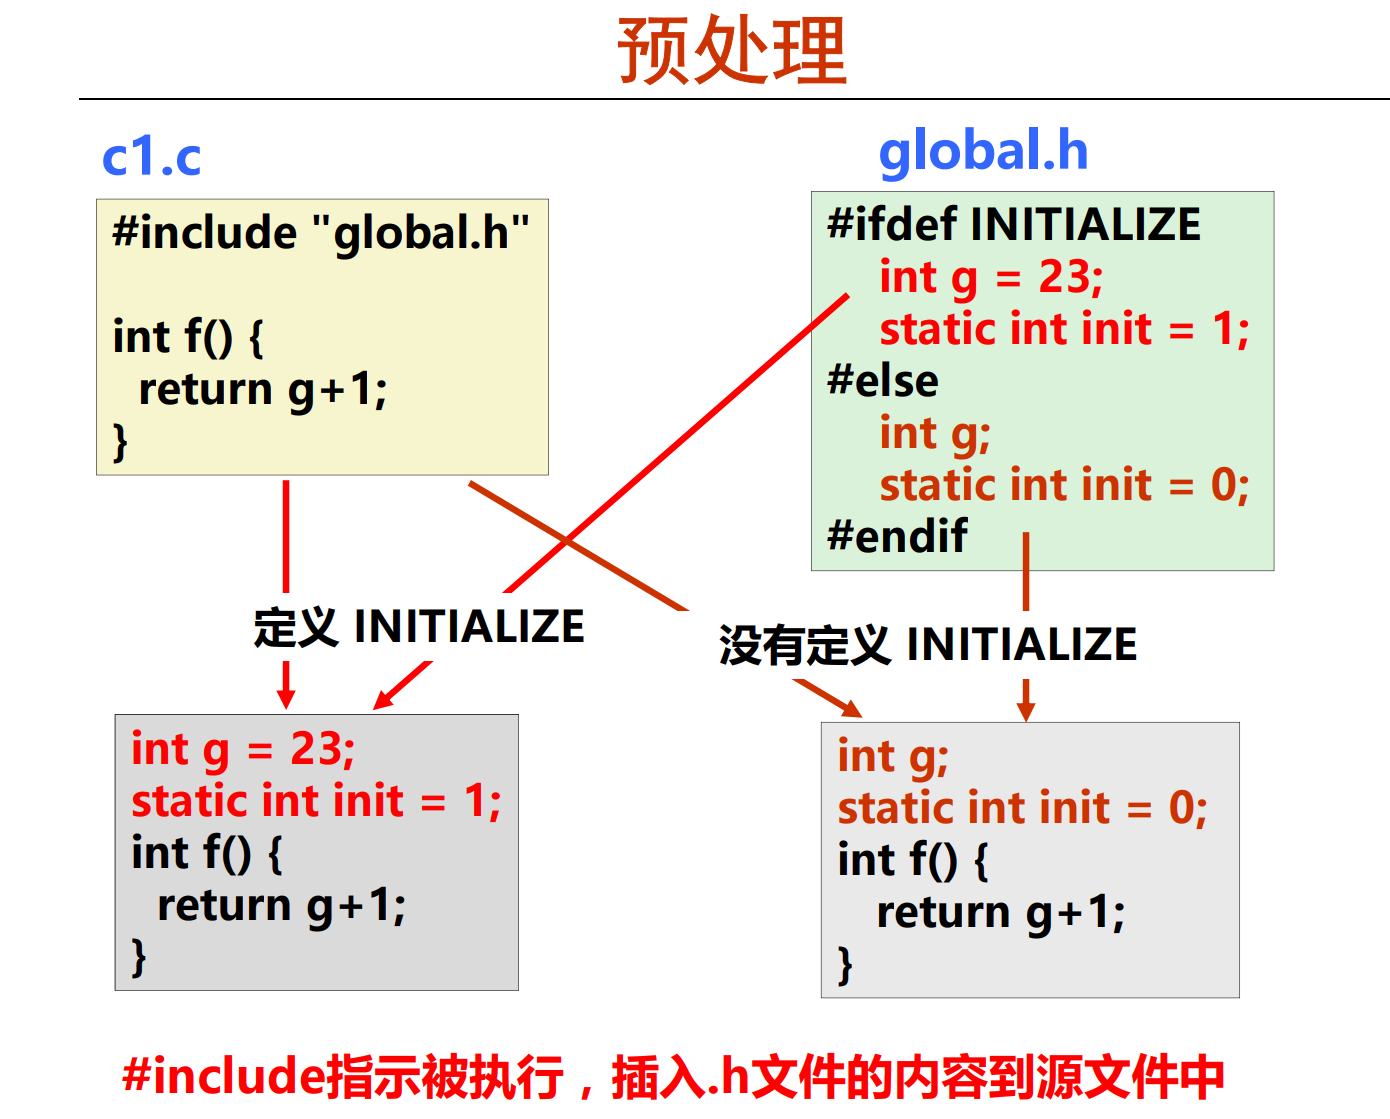 预处理
c1.c
#include "global.h"
int f() {
return g+1;
}
global.h
#ifdef INITIALIZE
int g = 23;
static int init = 1;
#else
int g;
static int init = 0;
#endif
定义 INITIALIZE
没有定义 INITIALIZE
int g = 23;
static int init = 1;
int f() {
return g+1;
}
int g;
static int init = 0;
int f() {
return g+1;
}
#include指示被执行，插入.h文件的内容到源文件中